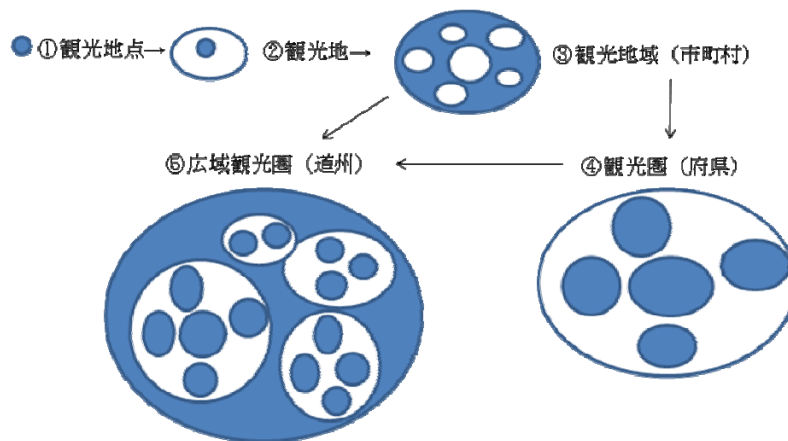 ①観光地点→ ②観光地→ ③観光地域（市町村）
⑤広域観光圏（道州） ④観光圏（府県）